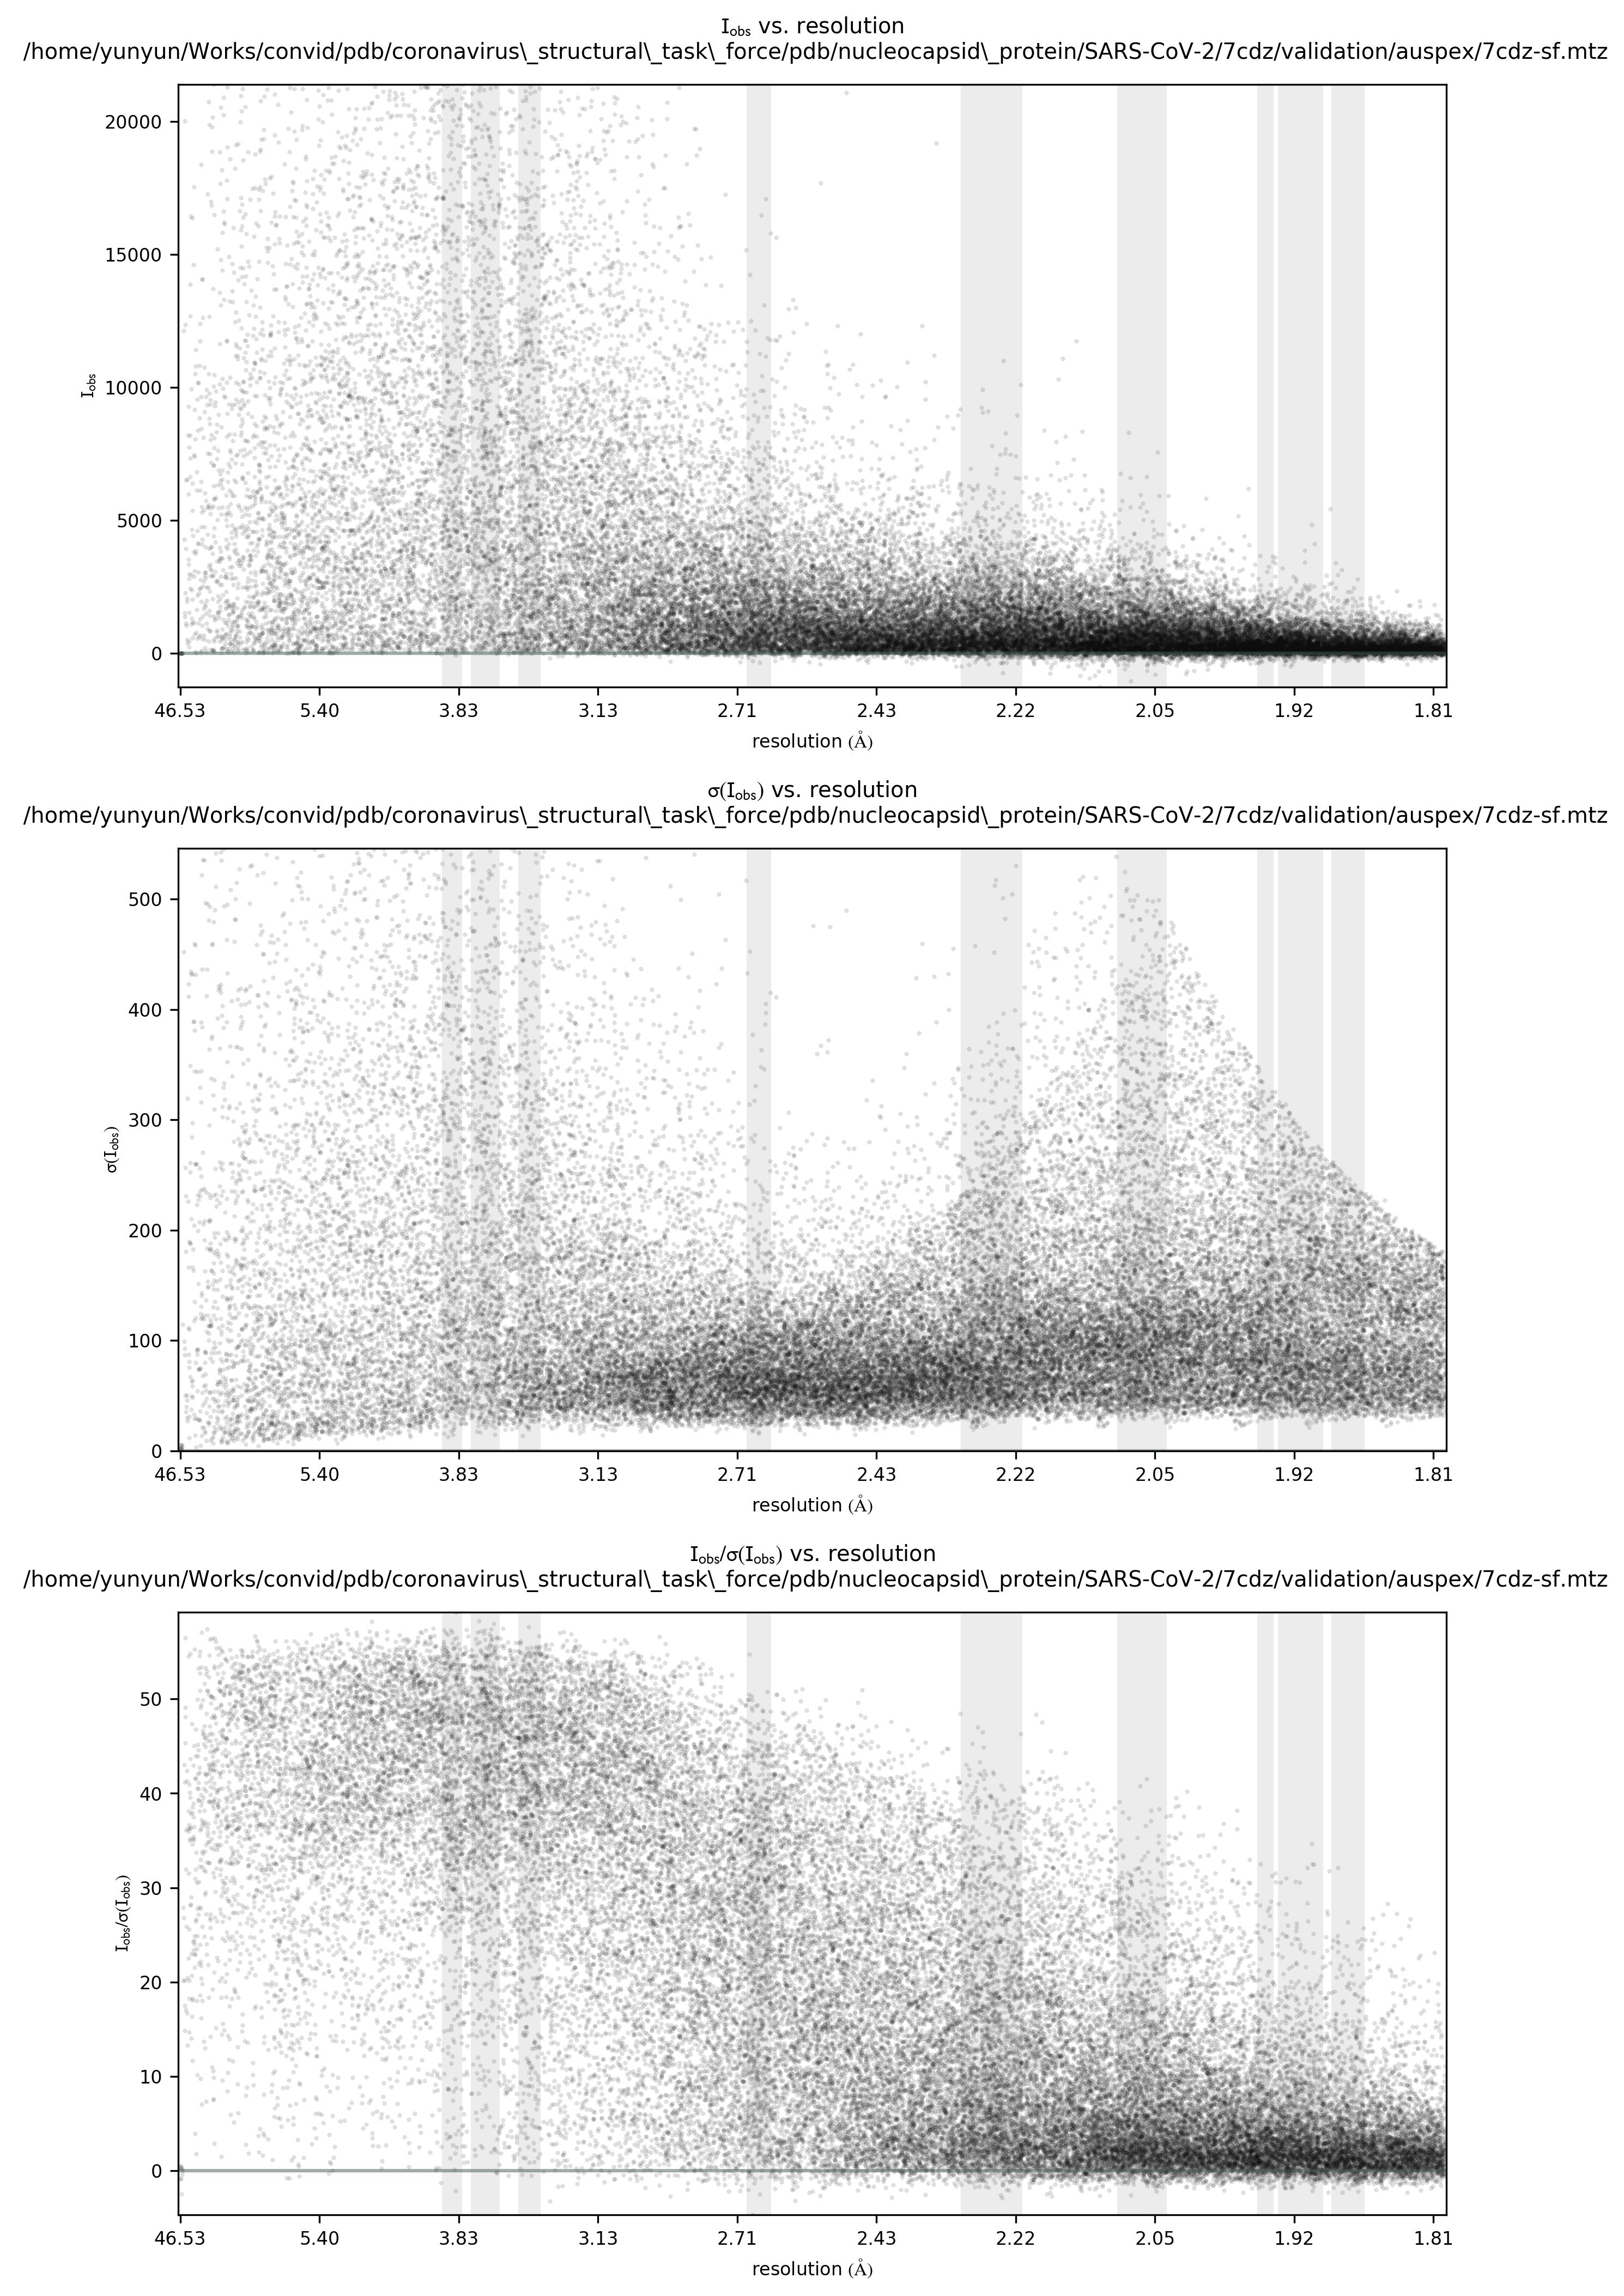 Iobs vs. resolution
/home/yunyun/Works/convid/pdb/coronavirus\_structural\_task\_force/pdb/nucleocapsid\_protein/SARS-CoV-2/7cdz/validation/auspex/7cdz-sf.mtz
20000
15000
10000
5000
0
Iobs
46.53 5.40 3.83 3.13 2.71 2.43 2.22 2.05 1.92 1.81
resolution (Å)
σ(Iobs) vs. resolution
/home/yunyun/Works/convid/pdb/coronavirus\_structural\_task\_force/pdb/nucleocapsid\_protein/SARS-CoV-2/7cdz/validation/auspex/7cdz-sf.mtz
500
400
300
200
100
0
σ(Iobs)
46.53 5.40 3.83 3.13 2.71 2.43 2.22 2.05 1.92 1.81
resolution (Å)
Iobs/σ(Iobs) vs. resolution
/home/yunyun/Works/convid/pdb/coronavirus\_structural\_task\_force/pdb/nucleocapsid\_protein/SARS-CoV-2/7cdz/validation/auspex/7cdz-sf.mtz
50
40
30
20
10
0
Iobs/σ(Iobs)
46.53 5.40 3.83 3.13 2.71 2.43 2.22 2.05 1.92 1.81
resolution (Å)